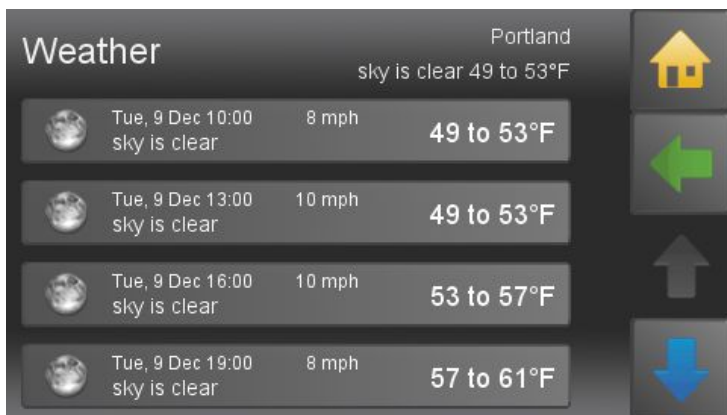 Weather
Portland
sky is clear 49 to 53°F
Tue, 9 Dec 10:00 8 mph 49 to 53°F
sky is clear
Tue, 9 Dec 13:00 10 mph 49 to 53°F
sky is clear
Tue, 9 Dec 16:00 10 mph 53 to 57°F
sky is clear
Tue, 9 Dec 19:00 8 mph 57 to 61°F
sky is clear